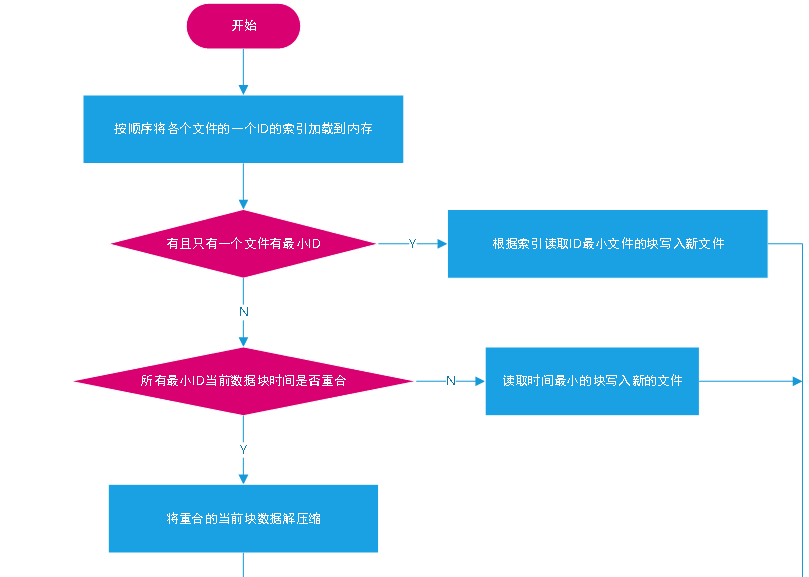 开始
按顺序将各个文件的一个ID的索引加载到内存
有且只有一个文件有最小ID
Y
根据索引读取ID最小文件的块写入新文件
N
所有最小ID当前数据块时间是否重合
N
读取时间最小的块写入新的文件
Y
将重合的当前块数据解压缩